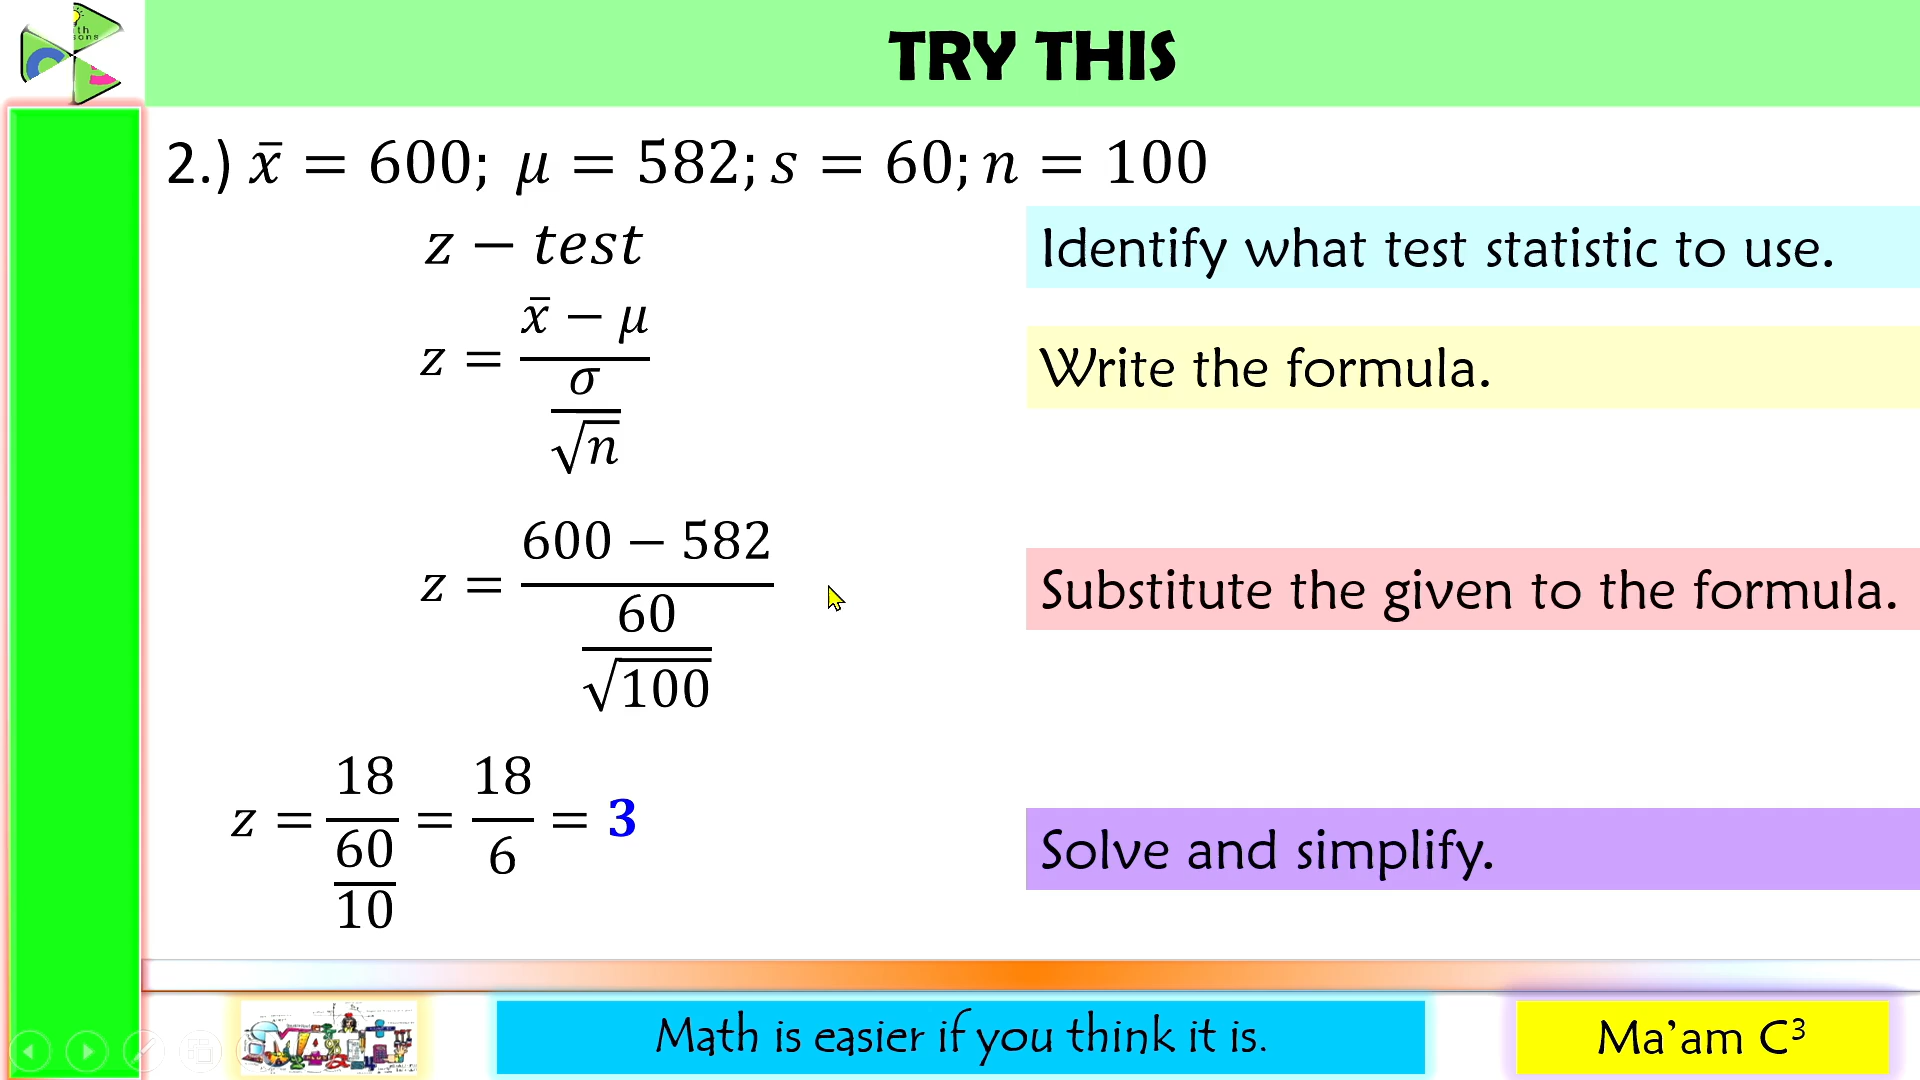 TRY THIS
2.) x̄ = 600; μ = 582; s = 60; n = 100
z − test
Identify what test statistic to use.
z = (x̄ − μ) / (σ / √n)
Write the formula.
z = (600 − 582) / (60 / √100)
Substitute the given to the formula.
z = 18 / (60 / 10) = 18 / 6 = 3
Solve and simplify.
MATH
Math is easier if you think it is.
Ma'am C³